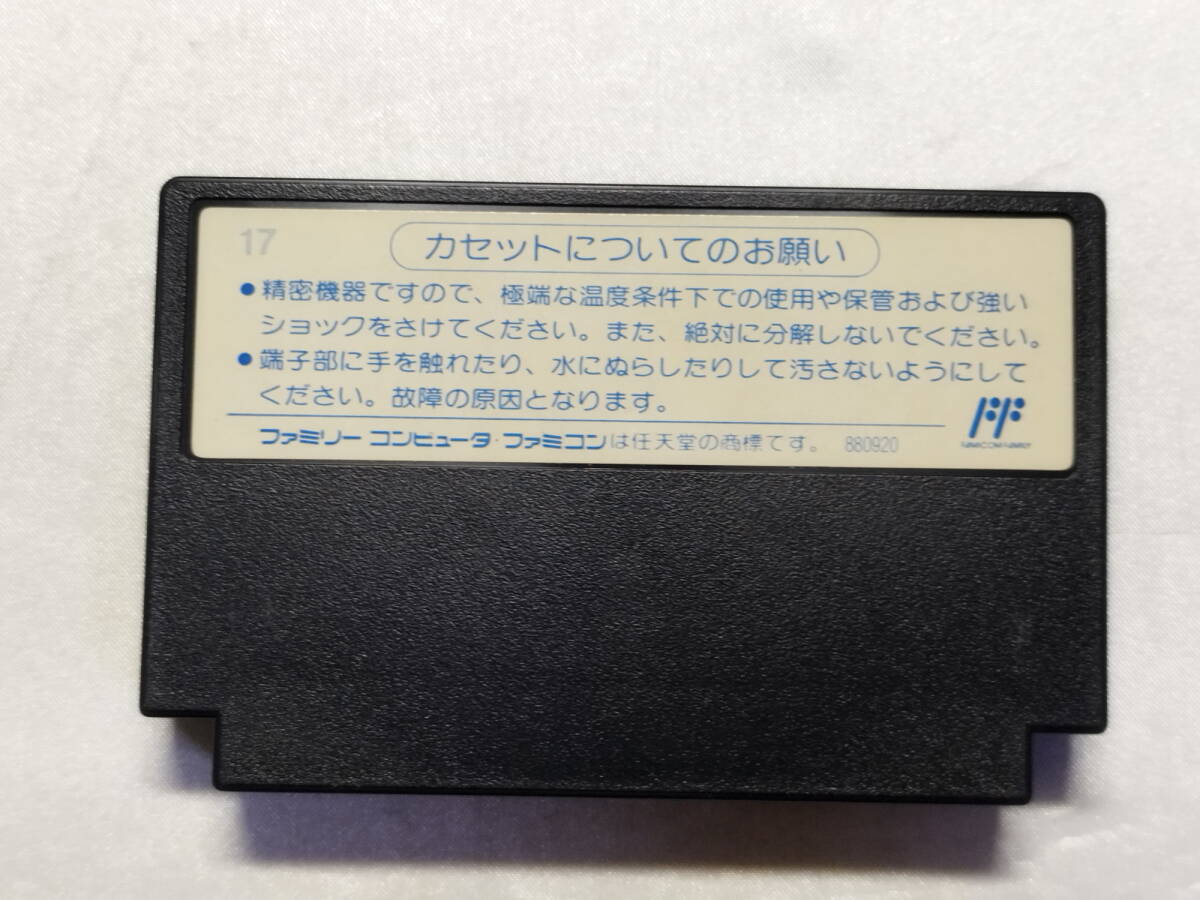 17
カセットについてのお願い
●精密機器ですので、極端な温度条件下での使用や保管および強い
ショックをさけてください。また、絶対に分解しないでください。
●端子部に手を触れたり、水にぬらしたりして汚さないようにして
ください。故障の原因となります。
ファミリー コンピュータ・ファミコンは任天堂の商標です。 880920
FAMICOM FAMILY